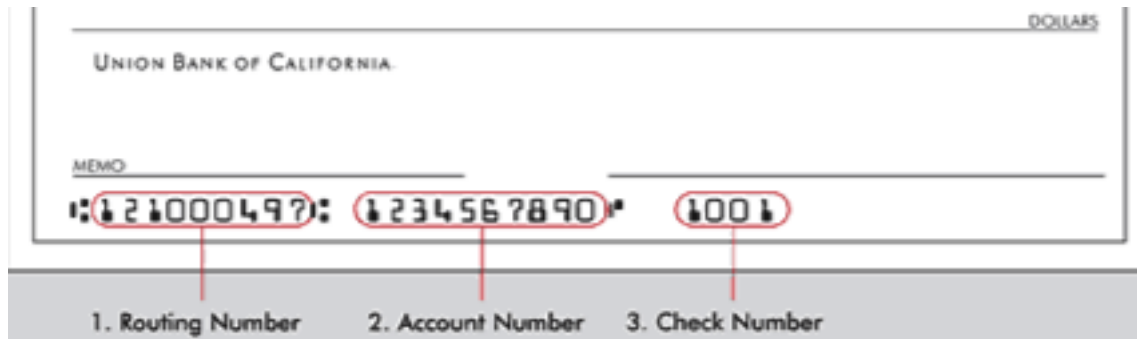 DOLLARS
UNION BANK OF CALIFORNIA
MEMO
⑆121000497⑆ 1234567890⑈ 1001
1. Routing Number 2. Account Number 3. Check Number